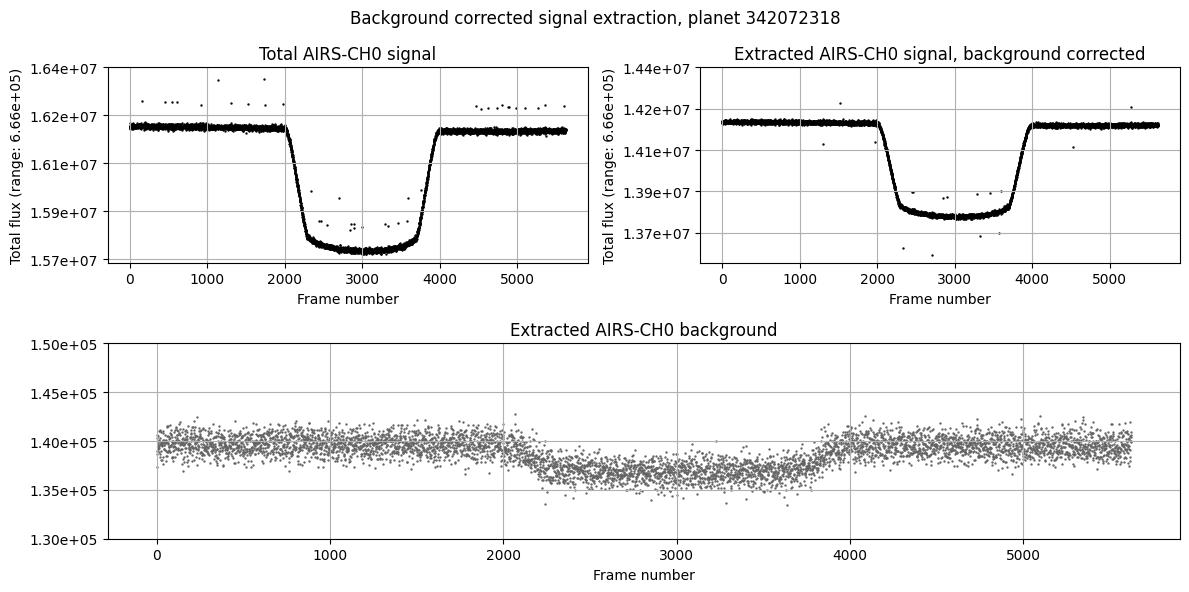 Background corrected signal extraction, planet 342072318
Total AIRS-CH0 signal
Total flux (range: 6.66e+05)
1.64e+07
1.62e+07
1.61e+07
1.59e+07
1.57e+07
0 1000 2000 3000 4000 5000
Frame number
Extracted AIRS-CH0 signal, background corrected
Total flux (range: 6.66e+05)
1.44e+07
1.42e+07
1.41e+07
1.39e+07
1.37e+07
0 1000 2000 3000 4000 5000
Frame number
Extracted AIRS-CH0 background
1.50e+05
1.45e+05
1.40e+05
1.35e+05
1.30e+05
0 1000 2000 3000 4000 5000
Frame number